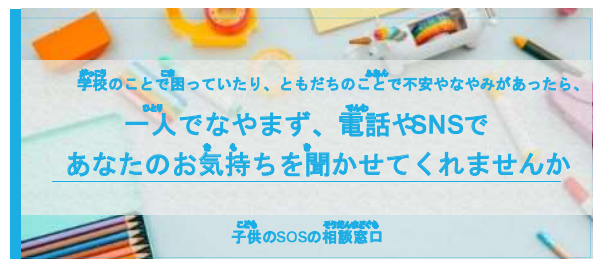 学校のことで困っていたり、ともだちのことで不安やなやみがあったら、
一人でなやまず、電話やSNSで
あなたのお気持ちを聞かせてくれませんか
子供のSOSの相談窓口